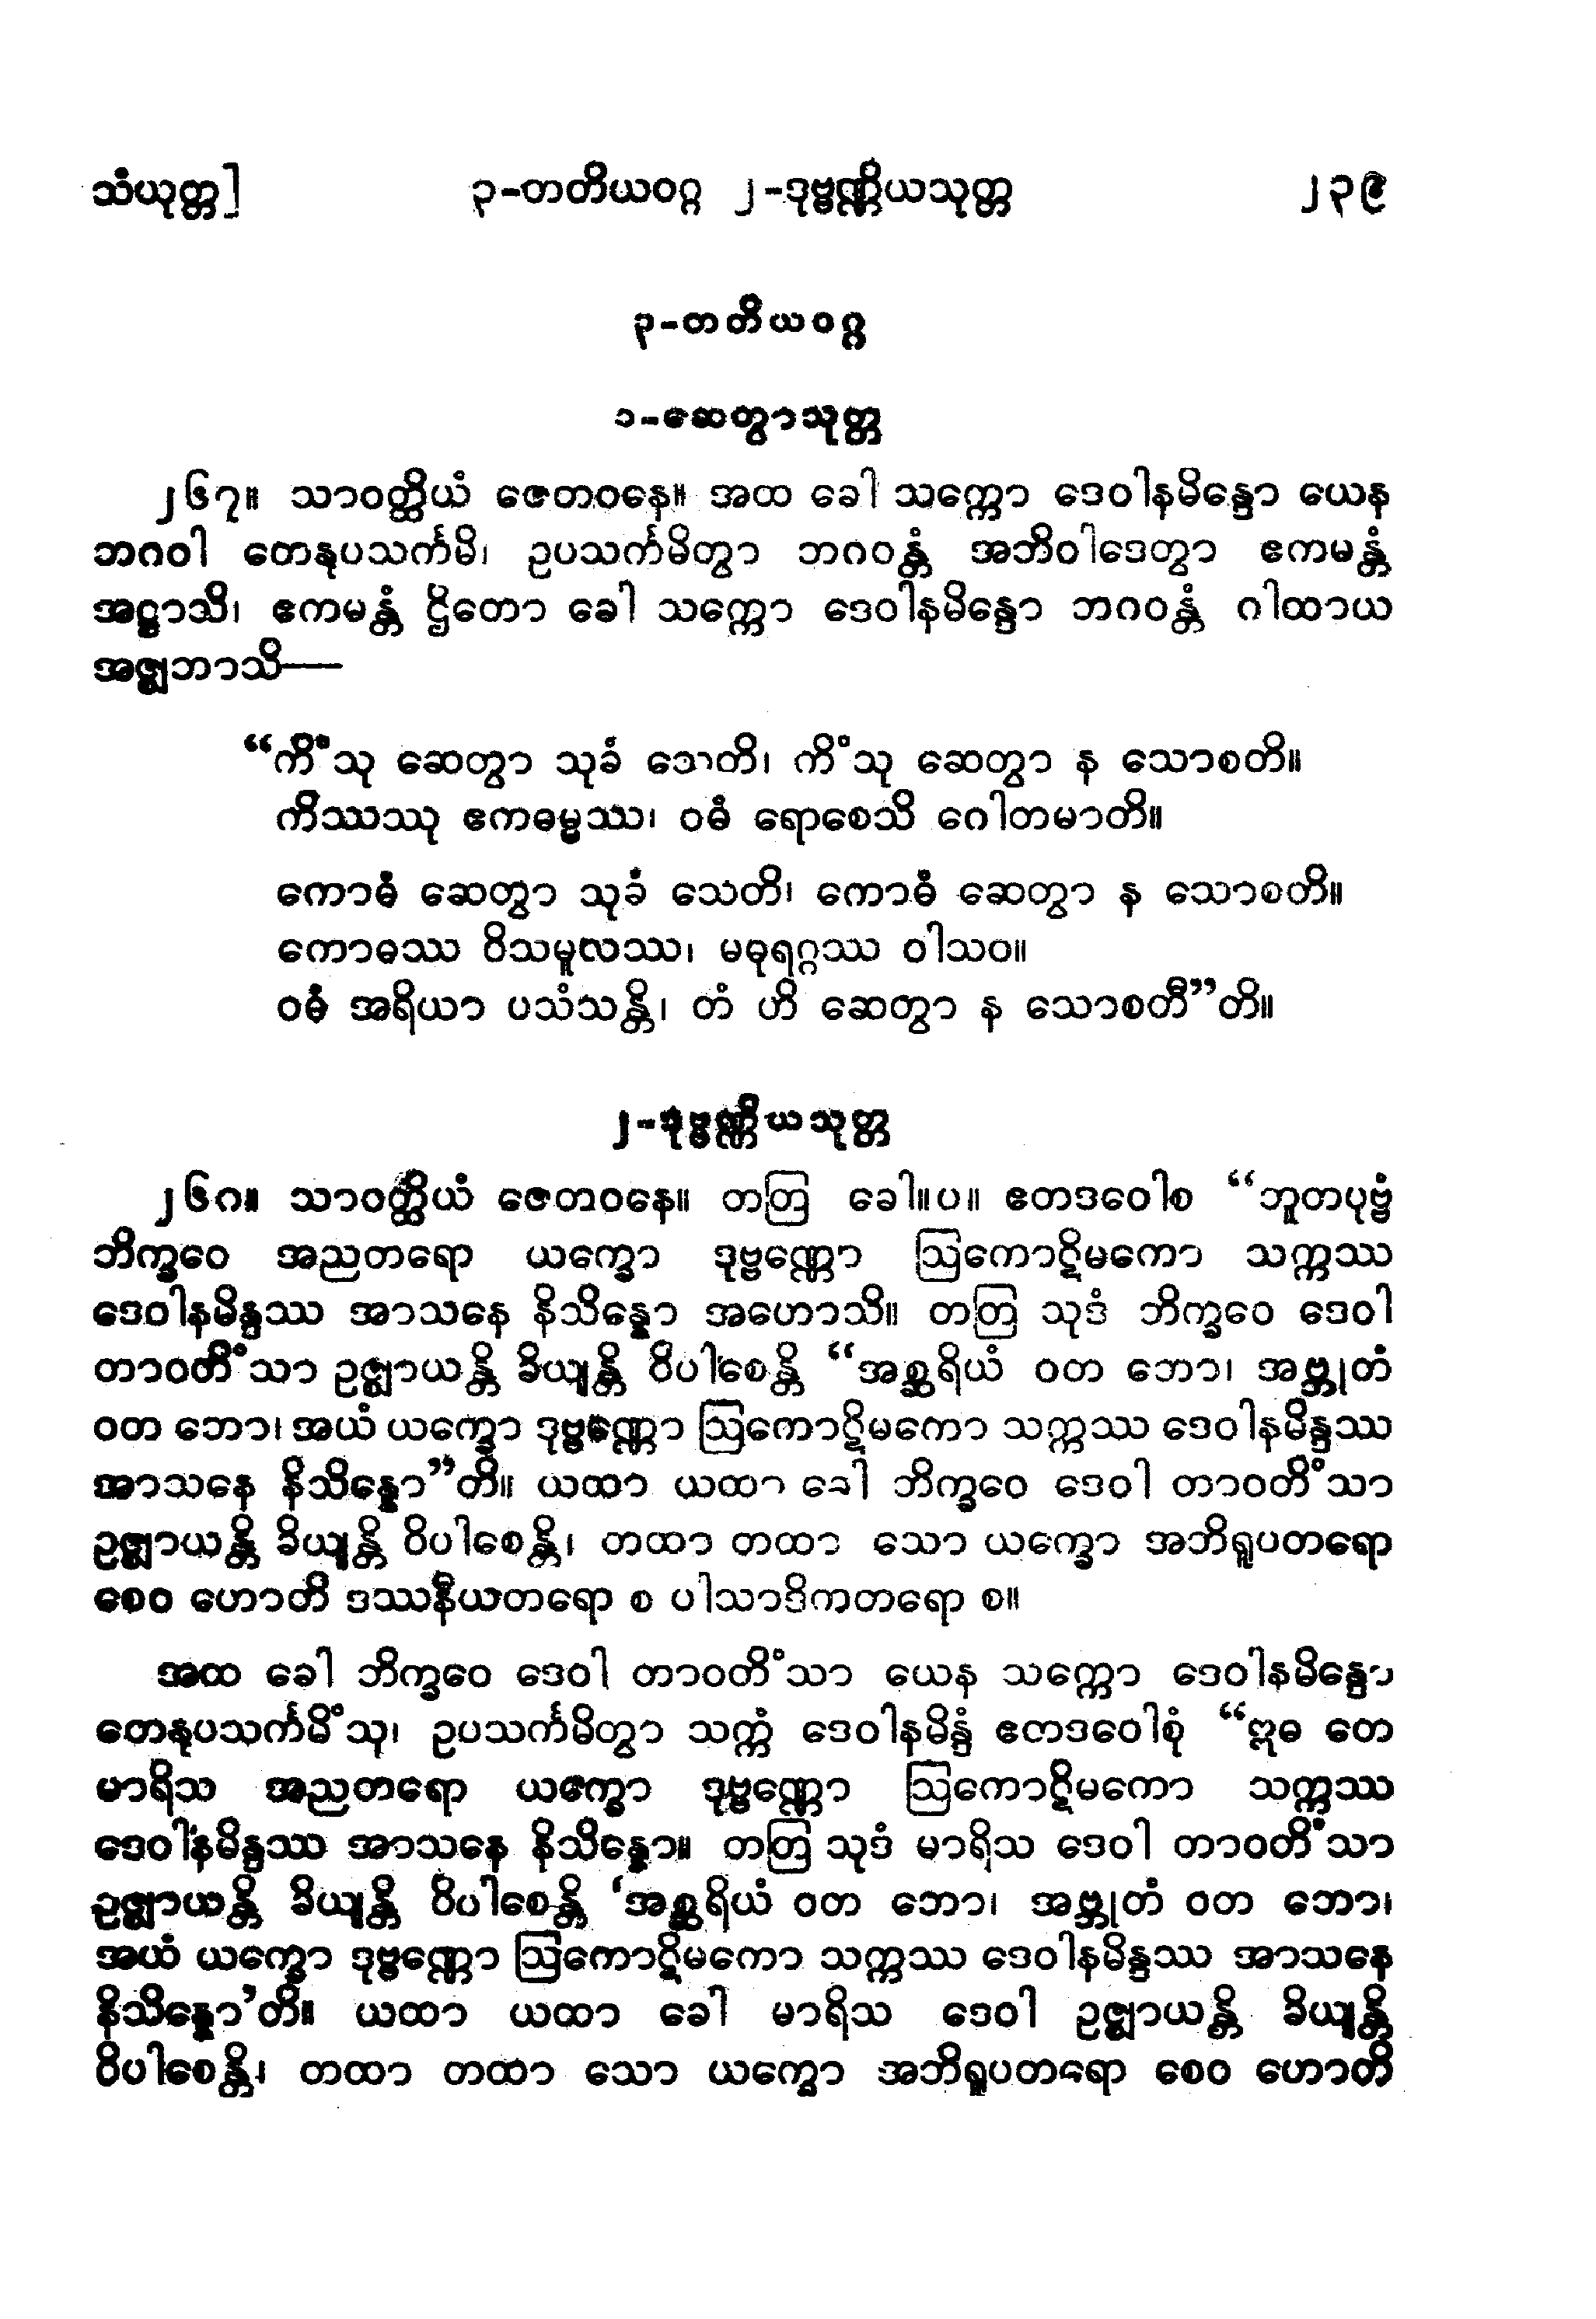 သံယုတ္တ]
၃-တတိယဝဂ္ဂ ၂-ဒုဗ္ဗဏ္ဏိယသုတ္တ
၂၃၉
၃-တတိယဝဂ္ဂ
၁-ဆေတွာသုတ္တ
၂၆၇။ သာဝတ္ထိယံ ဇေတဝနေ။ အထ ခေါ သက္ကော ဒေဝါနမိန္ဒော ယေန
ဘဂဝါ တေနုပသင်္ကမိ၊ ဥပသင်္ကမိတွာ ဘဂဝန္တံ အဘိဝါဒေတွာ ဧကမန္တံ
အဋ္ဌာသိ၊ ဧကမန္တံ ဌိတော ခေါ သက္ကော ဒေဝါနမိန္ဒော ဘဂဝန္တံ ဂါထာယ
အဇ္ဈဘာသိ—
“ကိံသု ဆေတွာ သုခံ သေတိ၊ ကိံသု ဆေတွာ န သောစတိ။
ကိဿဿု ဧကဓမ္မဿ၊ ဝဓံ ရောစေသိ ဂေါတမာတိ။
ကောဓံ ဆေတွာ သုခံ သေတိ၊ ကောဓံ ဆေတွာ န သောစတိ။
ကောဓဿ ဝိသမူလဿ၊ မဓုရဂ္ဂဿ ဝါသဝ။
ဝဓံ အရိယာ ပသံသန္တိ၊ တံ ဟိ ဆေတွာ န သောစတီ”တိ။
၂-ဒုဗ္ဗဏ္ဏိယသုတ္တ
၂၆၈။ သာဝတ္ထိယံ ဇေတဝနေ။ တတြ ခေါ။ပ။ ဧတဒဝေါစ “ဘူတပုဗ္ဗံ
ဘိက္ခဝေ အညတရော ယက္ခော ဒုဗ္ဗဏ္ဏော ဩကောဋိမကော သက္ကဿ
ဒေဝါနမိန္ဒဿ အာသနေ နိသိန္နော အဟောသိ။ တတြ သုဒံ ဘိက္ခဝေ ဒေဝါ
တာဝတိံသာ ဥဇ္ဈာယန္တိ ခိယျန္တိ ဝိပါစေန္တိ “အစ္ဆရိယံ ဝတ ဘော၊ အဗ္ဘုတံ
ဝတ ဘော၊ အယံ ယက္ခော ဒုဗ္ဗဏ္ဏော ဩကောဋိမကော သက္ကဿ ဒေဝါနမိန္ဒဿ
အာသနေ နိသိန္နော”တိ။ ယထာ ယထာ ခေါ ဘိက္ခဝေ ဒေဝါ တာဝတိံသာ
ဥဇ္ဈာယန္တိ ခိယျန္တိ ဝိပါစေန္တိ၊ တထာ တထာ သော ယက္ခော အဘိရူပတရော
စေဝ ဟောတိ ဒဿနီယတရော စ ပါသာဒိကတရော စ။
အထ ခေါ ဘိက္ခဝေ ဒေဝါ တာဝတိံသာ ယေန သက္ကော ဒေဝါနမိန္ဒော
တေနုပသင်္ကမိံသု၊ ဥပသင်္ကမိတွာ သက္ကံ ဒေဝါနမိန္ဒံ ဧတဒဝေါစုံ “ဣဓ တေ
မာရိသ အညတရော ယက္ခော ဒုဗ္ဗဏ္ဏော ဩကောဋိမကော သက္ကဿ
ဒေဝါနမိန္ဒဿ အာသနေ နိသိန္နော။ တတြ သုဒံ မာရိသ ဒေဝါ တာဝတိံသာ
ဥဇ္ဈာယန္တိ ခိယျန္တိ ဝိပါစေန္တိ ‘အစ္ဆရိယံ ဝတ ဘော၊ အဗ္ဘုတံ ဝတ ဘော၊
အယံ ယက္ခော ဒုဗ္ဗဏ္ဏော ဩကောဋိမကော သက္ကဿ ဒေဝါနမိန္ဒဿ အာသနေ
နိသိန္နော’တိ။ ယထာ ယထာ ခေါ မာရိသ ဒေဝါ ဥဇ္ဈာယန္တိ ခိယျန္တိ
ဝိပါစေန္တိ၊ တထာ တထာ သော ယက္ခော အဘိရူပတရော စေဝ ဟောတိ